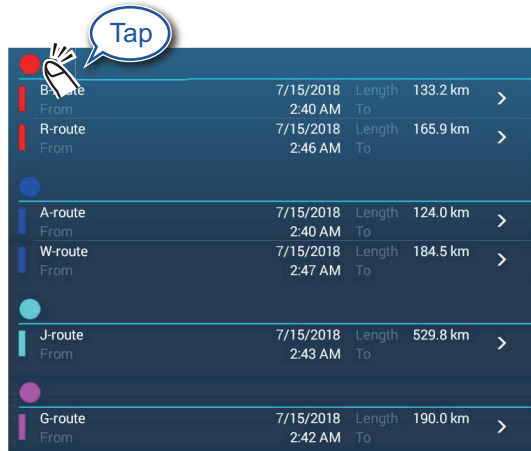 Tap
7/15/2018 Length 133.2 km
From 2:40 AM To
R-route 7/15/2018 Length 165.9 km
From 2:46 AM To
A-route 7/15/2018 Length 124.0 km
From 2:40 AM To
W-route 7/15/2018 Length 184.5 km
From 2:47 AM To
J-route 7/15/2018 Length 529.8 km
From 2:43 AM To
G-route 7/15/2018 Length 190.0 km
From 2:42 AM To